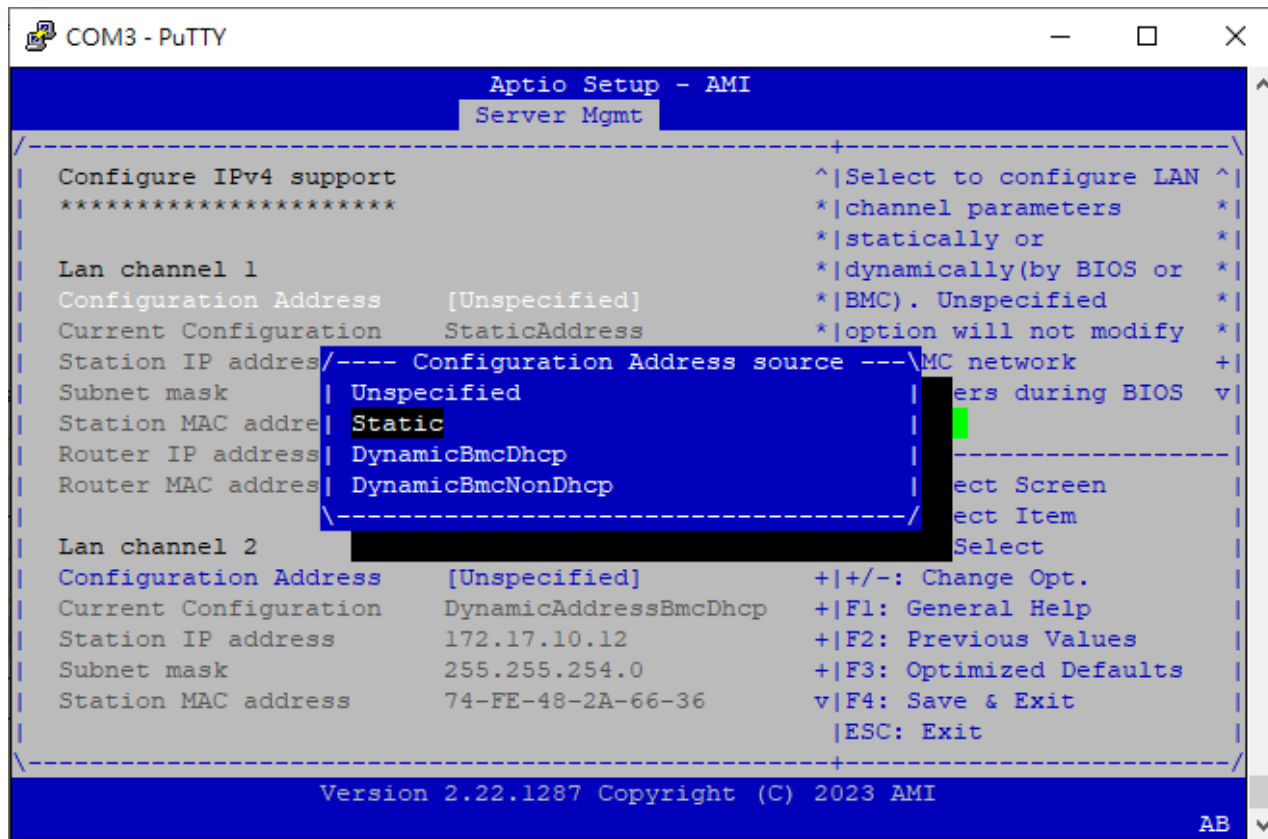 COM3 - PuTTY
Aptio Setup - AMI
Server Mgmt
/----------------------------------------------------+-------------------------\
| Configure IPv4 support ^|Select to configure LAN ^|
| ********************** *|channel parameters *|
| *|statically or *|
| Lan channel 1 *|dynamically(by BIOS or *|
| Configuration Address [Unspecified] *|BMC). Unspecified *|
| Current Configuration StaticAddress *|option will not modify *|
| Station IP addres/---- Configuration Address source ---\MC network +|
| Subnet mask | Unspecified | ers during BIOS v|
| Station MAC addre| Static | |
| Router IP address| DynamicBmcDhcp |------------------|
| Router MAC addres| DynamicBmcNonDhcp | ect Screen |
| \-------------------------------------/ ect Item |
| Lan channel 2 Select |
| Configuration Address [Unspecified] +|+/-: Change Opt. |
| Current Configuration DynamicAddressBmcDhcp +|F1: General Help |
| Station IP address 172.17.10.12 +|F2: Previous Values |
| Subnet mask 255.255.254.0 +|F3: Optimized Defaults |
| Station MAC address 74-FE-48-2A-66-36 v|F4: Save & Exit |
| |ESC: Exit |
\----------------------------------------------------+-------------------------/
Version 2.22.1287 Copyright (C) 2023 AMI
AB